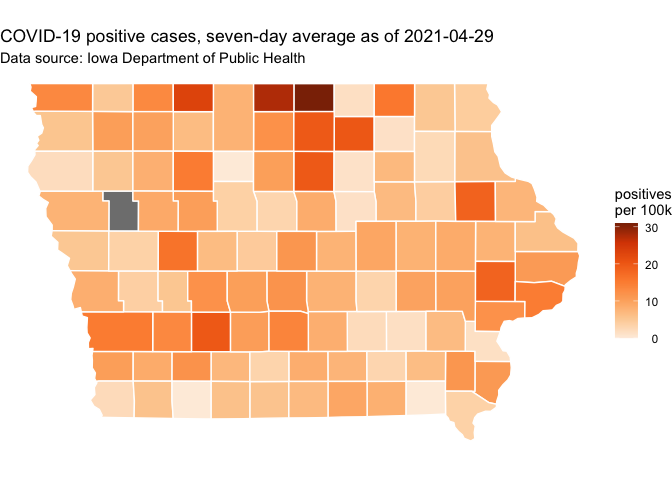 COVID-19 positive cases, seven-day average as of 2021-04-29
Data source: Iowa Department of Public Health
positives
per 100k
30
20
10
0